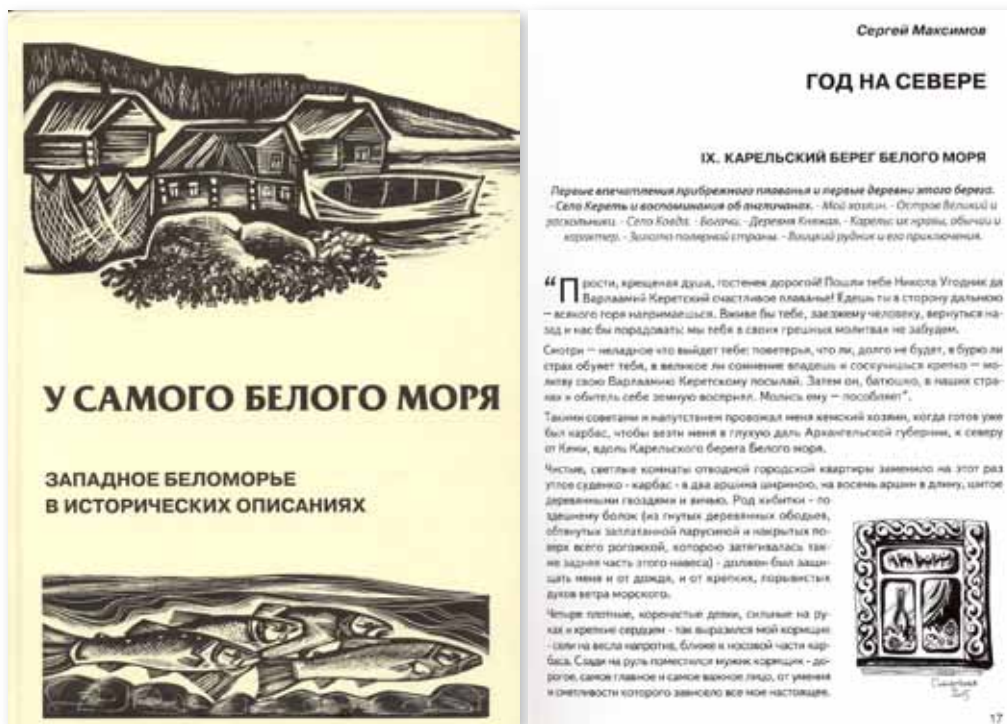 У САМОГО БЕЛОГО МОРЯ
ЗАПАДНОЕ БЕЛОМОРЬЕ
В ИСТОРИЧЕСКИХ ОПИСАНИЯХ
Сергей Максимов
ГОД НА СЕВЕРЕ
IX. КАРЕЛЬСКИЙ БЕРЕГ БЕЛОГО МОРЯ
Первые впечатления прибрежного плаванья и первые деревни этого берега.
- Село Кереть и воспоминания об англичанах. - Мой хозяин. - Остров Великий и
раскольники. - Село Ковда. - Богачи. - Деревня Княжая. - Карелы: их нравы, обычаи и
характер. - Золото полярной страны. - Воицкий рудник и его приключения.
“Прости, крещеная душа, гостенек дорогой! Пошли тебе Никола Угодник да
Варлаамий Керетский счастливое плаванье! Едешь ты в сторону дальнюю
— всякого горя напримаешься. Вживе бы тебе, заезжему человеку, вернуться на-
зад и нас бы порадовать: мы тебя в своих грешных молитвах не забудем.
Смотри — неладное что выйдет тебе: поветерья, что ли, долго не будет, в бурю ли
страх обуяет тебя, в великое ли сомнение впадешь и соскучишься крепко — мо-
литву свою Варлаамию Керетскому посылай. Затем он, батюшко, в наших стра-
нах и обитель себе земную восприял. Молись ему — пособляет”.
Такими советами и напутствием провожал меня кемский хозяин, когда готов уже
был карбас, чтобы везти меня в глухую даль Архангельской губернии, к северу
от Кеми, вдоль Карельского берега Белого моря.
Чистые, светлые комнаты отводной городской квартиры заменило на этот раз
утлое суденко - карбас - в два аршина шириною, на восемь аршин в длину, шитое
деревянными гвоздями и вичью. Род кибитки - по
здешнему болок (из гнутых деревянных ободьев,
обтянутых заплатанной парусиной и накрытых по-
верх всего рогожкой, которою затягивалась так-
же задняя часть этого навеса) - должен был защи-
щать меня и от дождя, и от крепких, порывистых
духов ветра морского.
Четыре плотные, коренастые девки, сильные на ру-
ках и крепкие сердцем - так выразился мой кормщик
- сели на весла напротив, ближе к носовой части кар-
баса. Сзади на руль поместился мужик кормщик - до-
рогое, самое главное и самое важное лицо, от умения
и сметливости которого зависело все мое настоящее.
17